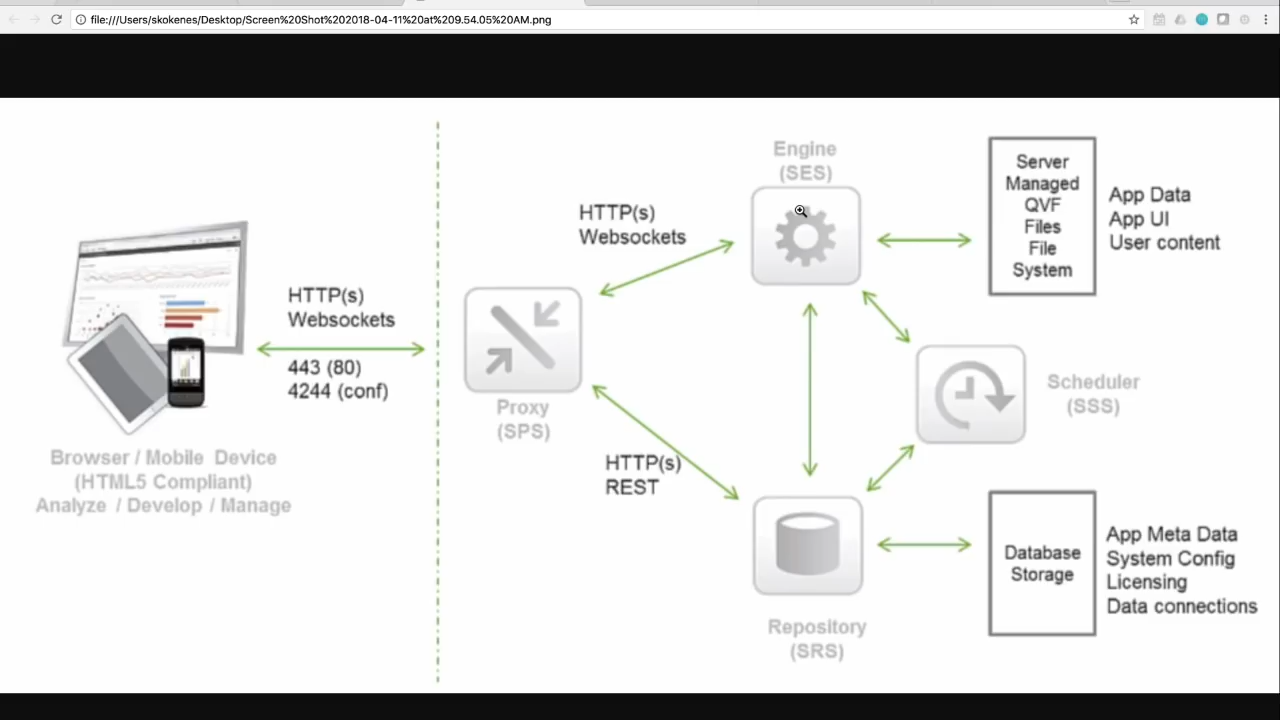 file:///Users/skokenes/Desktop/Screen%20Shot%202018-04-11%20at%209.54.05%20AM.png
Engine
(SES)
Server
Managed
QVF
Files
File
System
App Data
App UI
User content
HTTP(s)
Websockets
HTTP(s)
Websockets
443 (80)
4244 (conf)
Proxy
(SPS)
Scheduler
(SSS)
Browser / Mobile Device
(HTML5 Compliant)
Analyze / Develop / Manage
HTTP(s)
REST
Database
Storage
App Meta Data
System Config
Licensing
Data connections
Repository
(SRS)